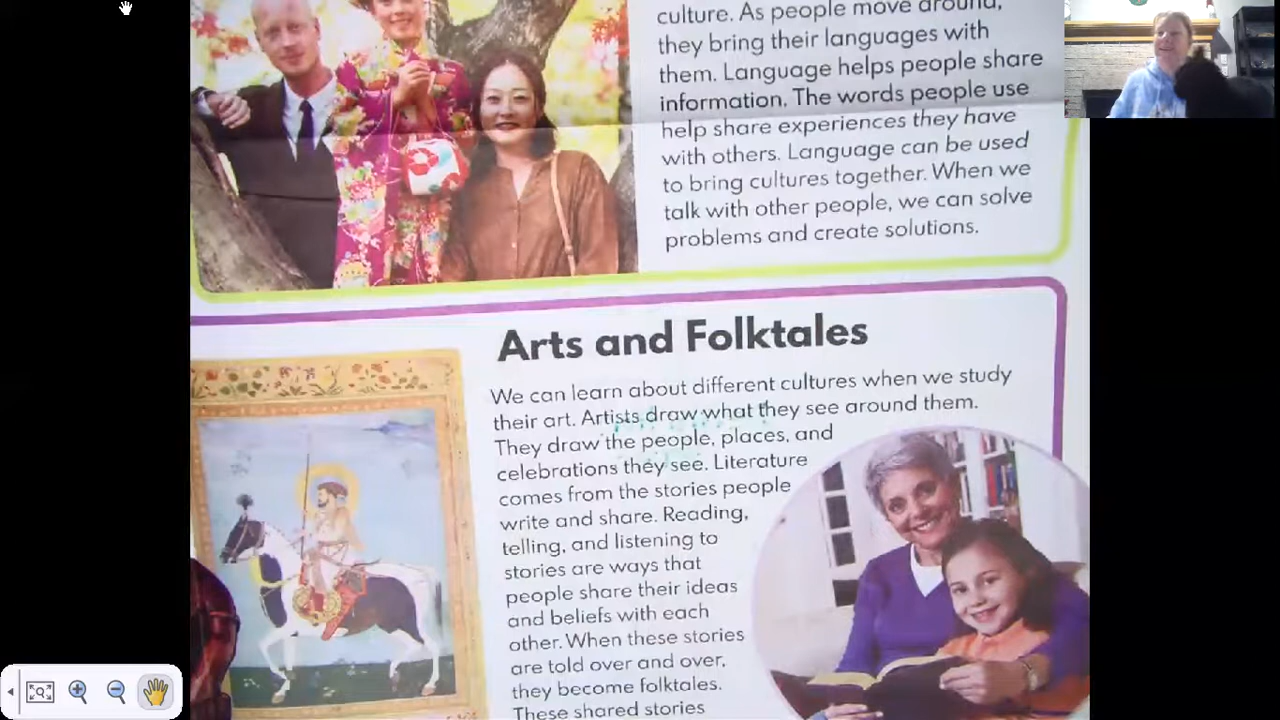 culture. As people move around,
they bring their languages with
them. Language helps people share
information. The words people use
help share experiences they have
with others. Language can be used
to bring cultures together. When we
talk with other people, we can solve
problems and create solutions.
Arts and Folktales
We can learn about different cultures when we study
their art. Artists draw what they see around them.
They draw the people, places, and
celebrations they see. Literature
comes from the stories people
write and share. Reading,
telling, and listening to
stories are ways that
people share their ideas
and beliefs with each
other. When these stories
are told over and over,
they become folktales.
These shared stories